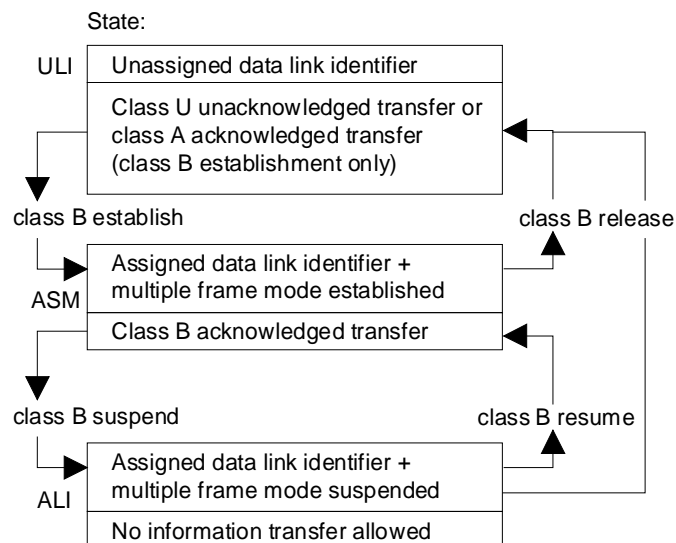 State:
ULI
Unassigned data link identifier
Class U unacknowledged transfer or
class A acknowledged transfer
(class B establishment only)
class B establish
class B release
Assigned data link identifier +
multiple frame mode established
ASM
Class B acknowledged transfer
class B suspend
class B resume
Assigned data link identifier +
multiple frame mode suspended
ALI
No information transfer allowed